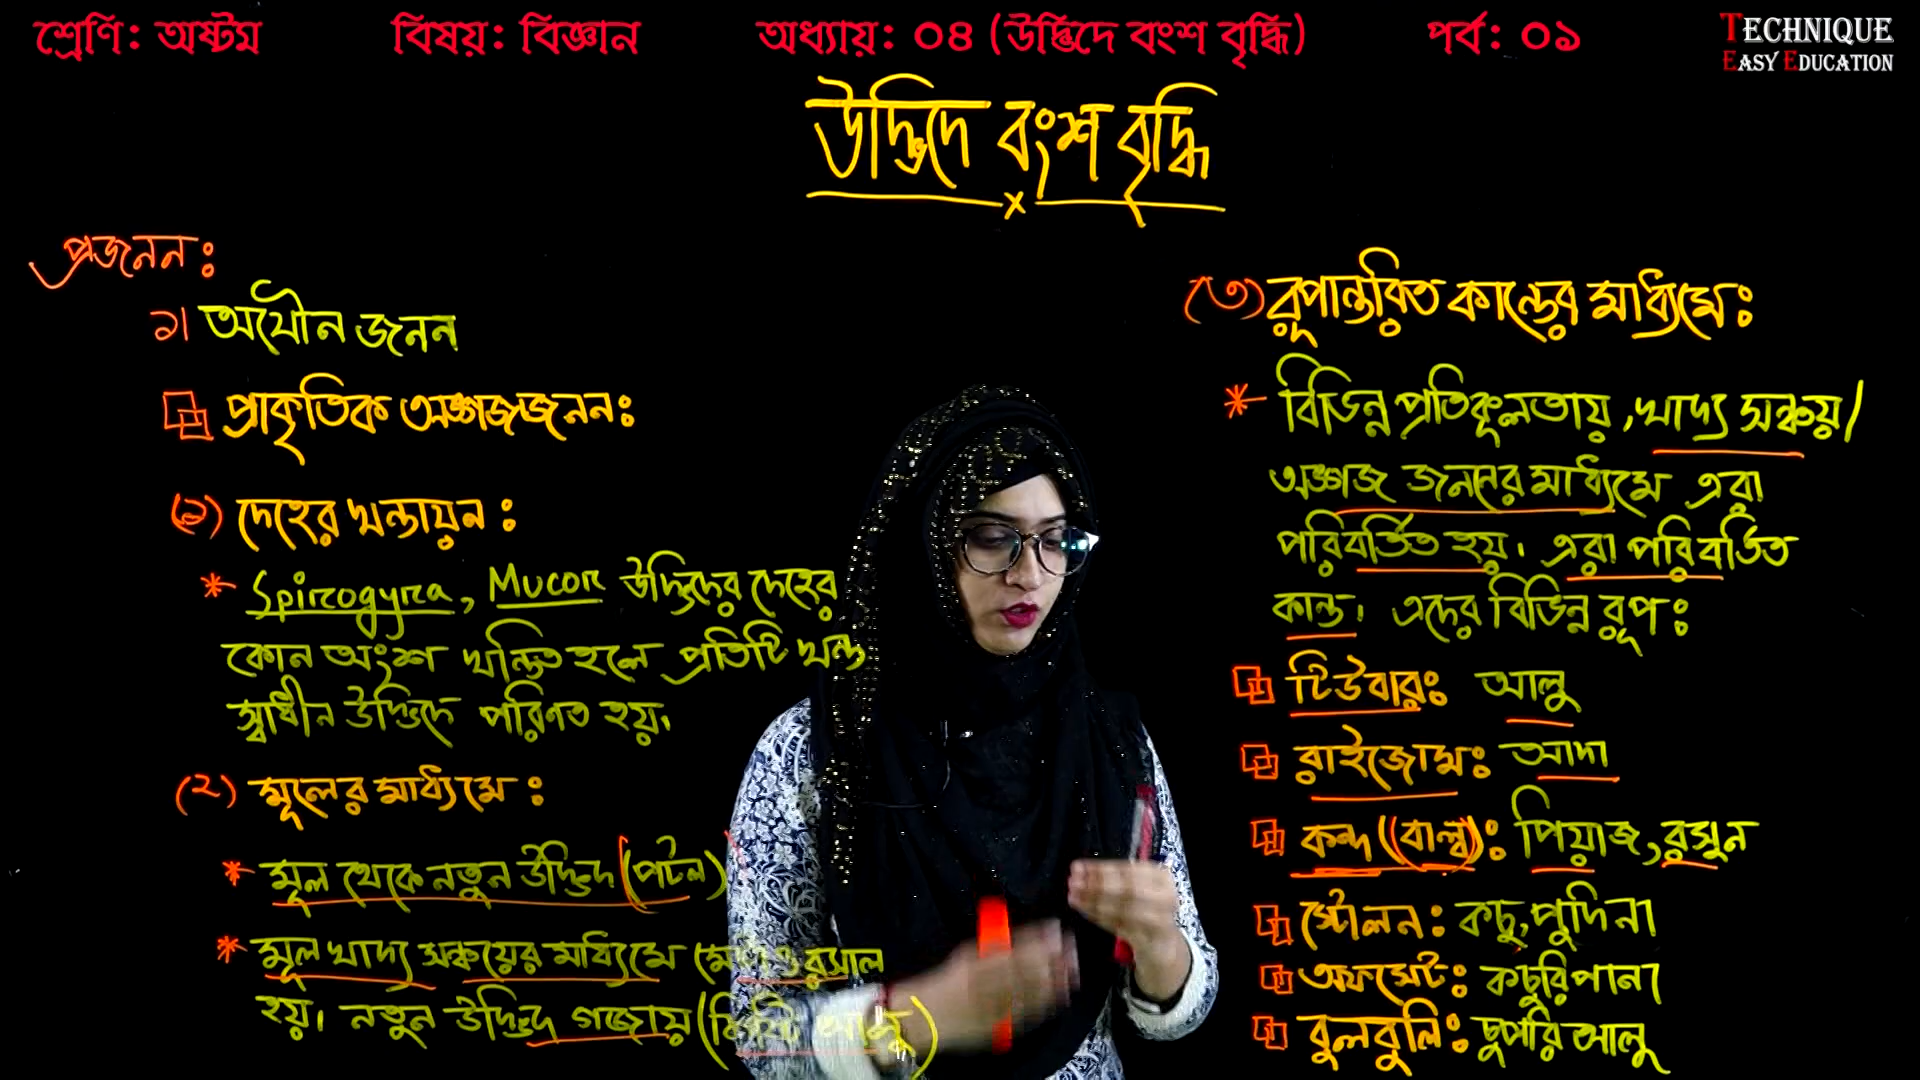 শ্রেণি: অষ্টম বিষয়: বিজ্ঞান অধ্যায়: ০৪ (উদ্ভিদে বংশ বৃদ্ধি) পর্ব: ০১
TECHNIQUE
EASY EDUCATION
উদ্ভিদে বংশ বৃদ্ধি
প্রজনন:
১। অযৌন জনন
প্রাকৃতিক অঙ্গজজনন:
(১) দেহের খন্ডায়ন:
* Spirogyra, Mucor উদ্ভিদের দেহের
কোন অংশ খন্ডিত হলে প্রতিটি খন্ড
স্বাধীন উদ্ভিদে পরিণত হয়।
(২) মূলের মাধ্যমে:
* মূল থেকে নতুন উদ্ভিদ (পটল)
* মূল খাদ্য সঞ্চয়ের মাধ্যমে রসাল
হয়। নতুন উদ্ভিদ গজায় (মিষ্টি আলু)
(৩) রূপান্তরিত কান্ডের মাধ্যমে:
* বিভিন্ন প্রতিকূলতায়, খাদ্য সঞ্চয়/
অঙ্গজ জননের মাধ্যমে এরা
পরিবর্তিত হয়। এরা পরিবর্তিত
কান্ড। এদের বিভিন্ন রূপ:
টিউবার: আলু
রাইজোম: আদা
কন্দ (বাল্ব): পিয়াজ, রসুন
স্টোলন: কচু, পুদিনা
অফসেট: কচুরিপানা
বুলবুলি: চুপরি আলু